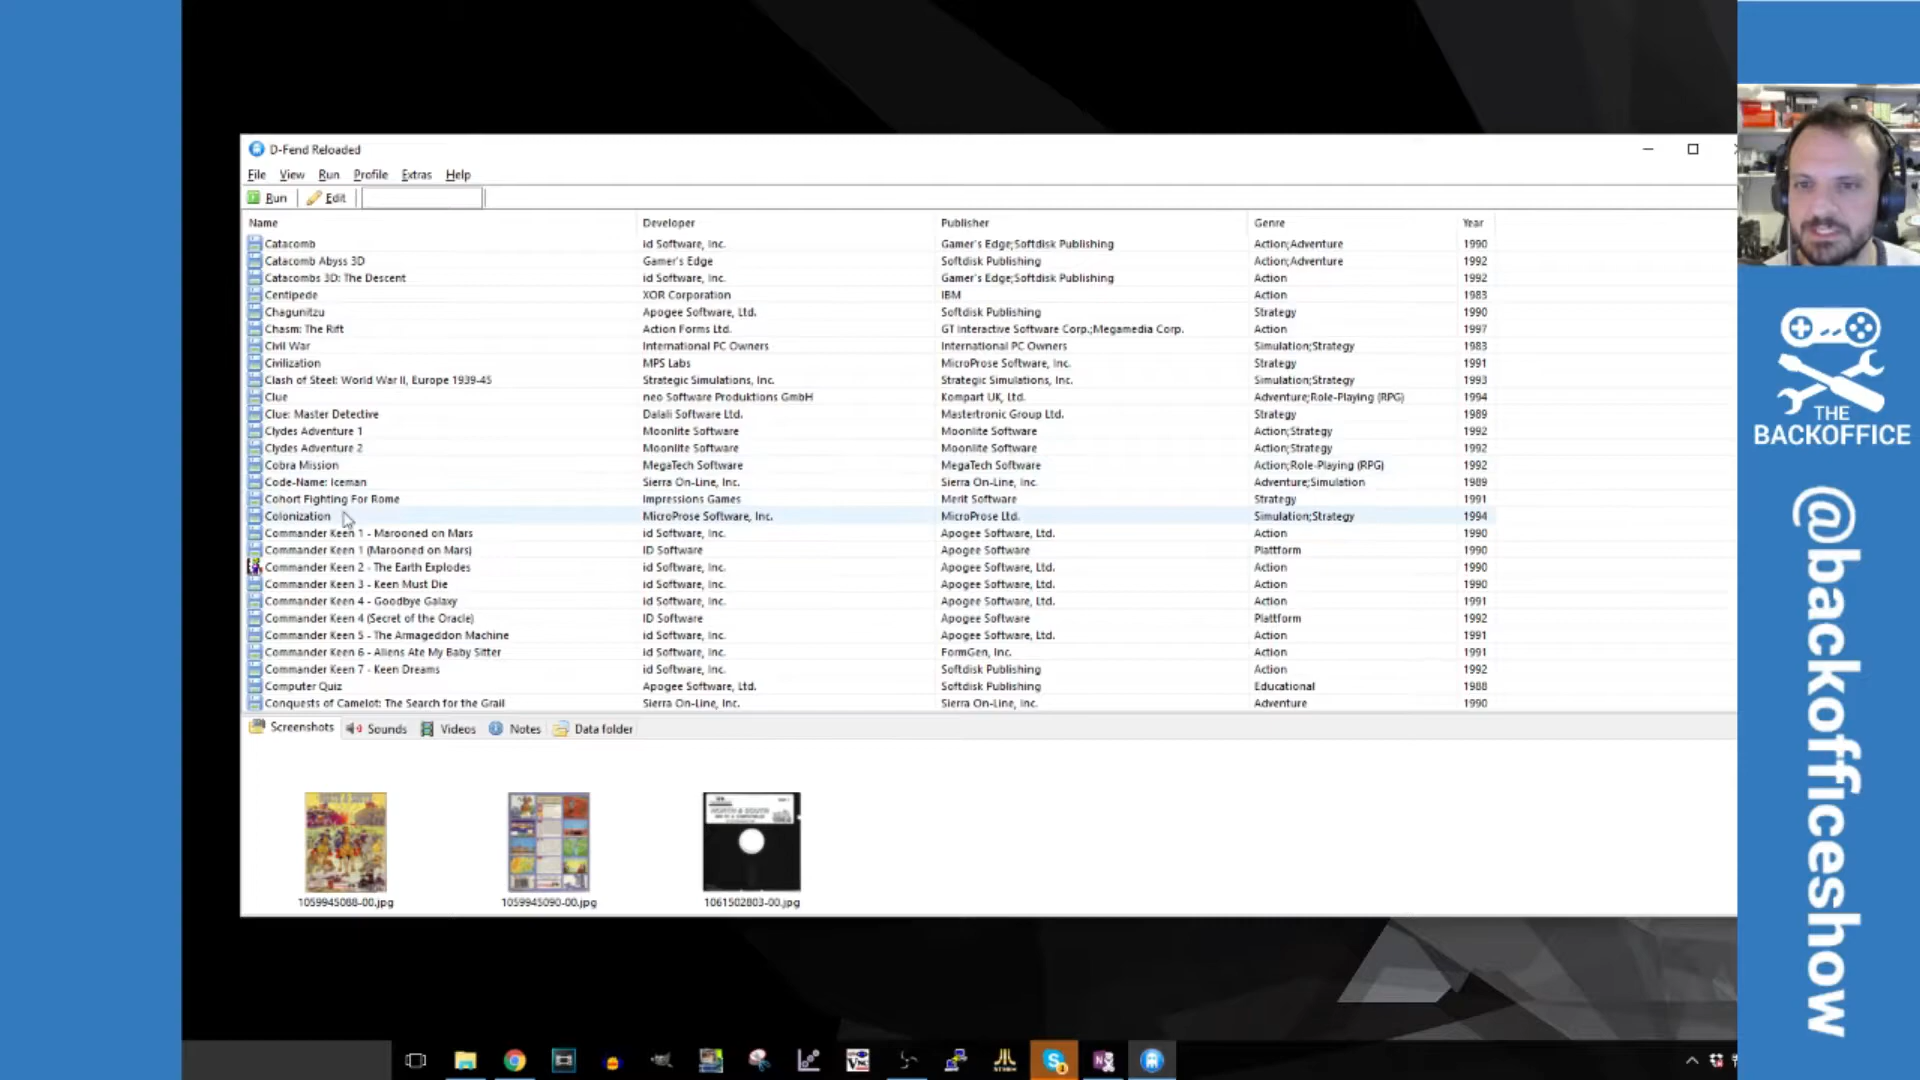 D-Fend Reloaded
File View Run Profile Extras Help
Run Edit
Name Developer Publisher Genre Year
Catacomb id Software, Inc. Gamer's Edge;Softdisk Publishing Action;Adventure 1990
Catacomb Abyss 3D Gamer's Edge Softdisk Publishing Action;Adventure 1992
Catacombs 3D: The Descent id Software, Inc. Gamer's Edge;Softdisk Publishing Action 1992
Centipede XOR Corporation IBM Action 1983
Chagunitzu Apogee Software, Ltd. Softdisk Publishing Strategy 1990
Chasm: The Rift Action Forms Ltd. GT Interactive Software Corp.;Megamedia Corp. Action 1997
Civil War International PC Owners International PC Owners Simulation;Strategy 1983
Civilization MPS Labs MicroProse Software, Inc. Strategy 1991
Clash of Steel: World War II, Europe 1939-45 Strategic Simulations, Inc. Strategic Simulations, Inc. Simulation;Strategy 1993
Clue neo Software Produktions GmbH Kompart UK, Ltd. Adventure;Role-Playing (RPG) 1994
Clue: Master Detective Dalali Software Ltd. Mastertronic Group Ltd. Strategy 1989
Clydes Adventure 1 Moonlite Software Moonlite Software Action;Strategy 1992
Clydes Adventure 2 Moonlite Software Moonlite Software Action;Strategy 1992
Cobra Mission MegaTech Software MegaTech Software Action;Role-Playing (RPG) 1992
Code-Name: Iceman Sierra On-Line, Inc. Sierra On-Line, Inc. Adventure;Simulation 1989
Cohort Fighting For Rome Impressions Games Merit Software Strategy 1991
Colonization MicroProse Software, Inc. MicroProse Ltd. Simulation;Strategy 1994
Commander Keen 1 - Marooned on Mars id Software, Inc. Apogee Software, Ltd. Action 1990
Commander Keen 1 (Marooned on Mars) ID Software Apogee Software Plattform 1990
Commander Keen 2 - The Earth Explodes id Software, Inc. Apogee Software, Ltd. Action 1990
Commander Keen 3 - Keen Must Die id Software, Inc. Apogee Software, Ltd. Action 1990
Commander Keen 4 - Goodbye Galaxy id Software, Inc. Apogee Software, Ltd. Action 1991
Commander Keen 4 (Secret of the Oracle) ID Software Apogee Software Plattform 1992
Commander Keen 5 - The Armageddon Machine id Software, Inc. Apogee Software, Ltd. Action 1991
Commander Keen 6 - Aliens Ate My Baby Sitter id Software, Inc. FormGen, Inc. Action 1991
Commander Keen 7 - Keen Dreams id Software, Inc. Softdisk Publishing Action 1992
Computer Quiz Apogee Software, Ltd. Softdisk Publishing Educational 1988
Conquests of Camelot: The Search for the Grail Sierra On-Line, Inc. Sierra On-Line, Inc. Adventure 1990
Screenshots Sounds Videos Notes Data folder
1059945088-00.jpg 1059945090-00.jpg 1061502803-00.jpg
THE
BACKOFFICE
@backofficeshow